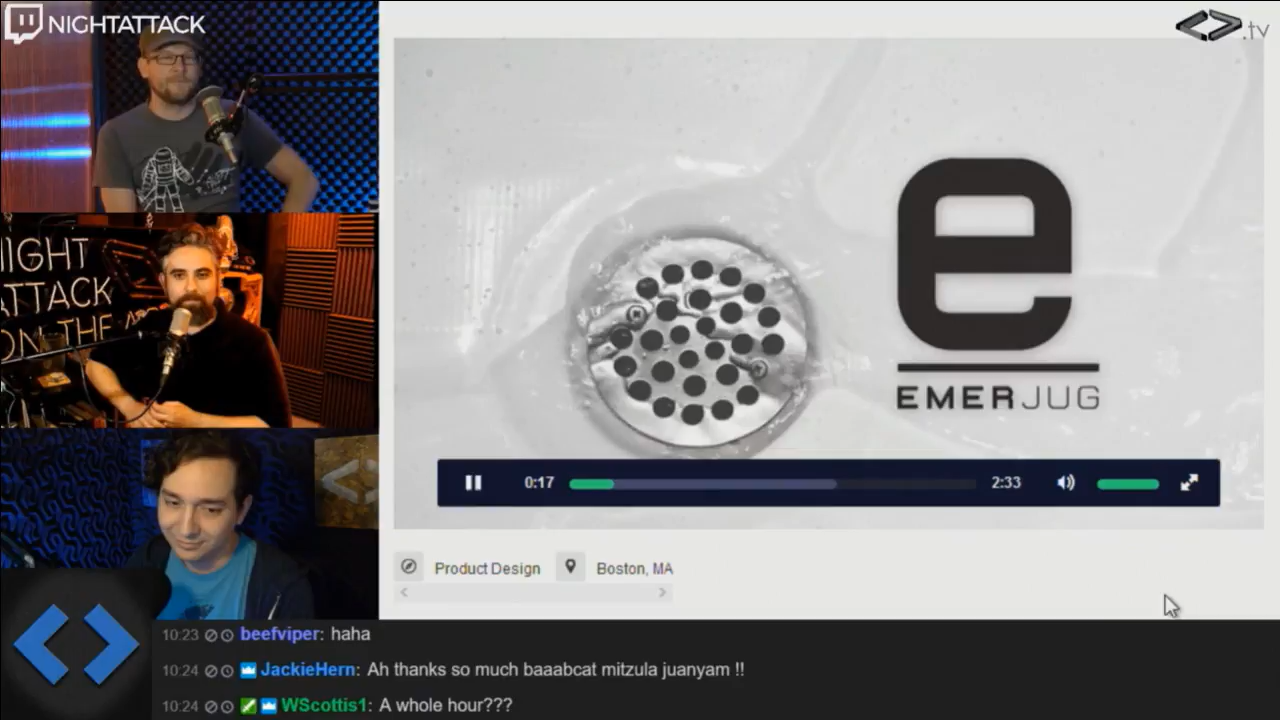 NIGHTATTACK
.tv
NIGHT
ATTACK
ON THE
e
EMERJUG
0:17
2:33
Product Design
Boston, MA
10:23 beefviper: haha
10:24 JackieHern: Ah thanks so much baaabcat mitzula juanyam !!
10:24 WScottis1: A whole hour???